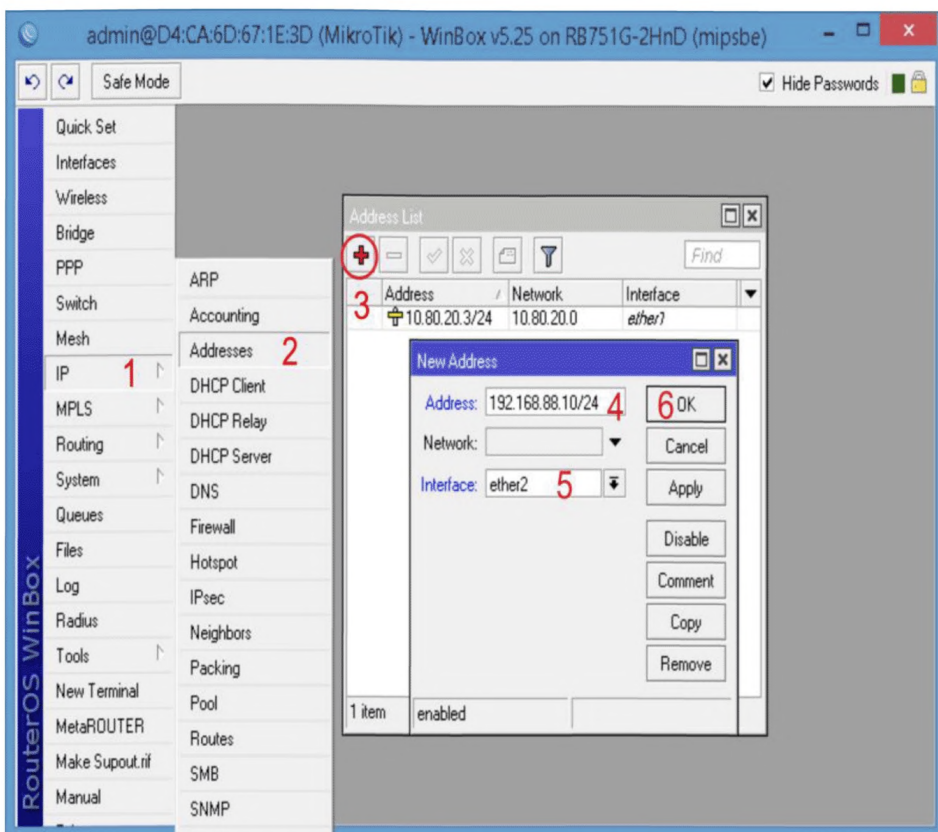 admin@D4:CA:6D:67:1E:3D (MikroTik) - WinBox v5.25 on RB751G-2HnD (mipsbe)
Safe Mode
Hide Passwords
RouterOS WinBox
Quick Set
Interfaces
Wireless
Bridge
PPP
Switch
Mesh
IP 1
MPLS
Routing
System
Queues
Files
Log
Radius
Tools
New Terminal
MetaROUTER
Make Supout.rif
Manual
ARP
Accounting
Addresses 2
DHCP Client
DHCP Relay
DHCP Server
DNS
Firewall
Hotspot
IPsec
Neighbors
Packing
Pool
Routes
SMB
SNMP
Address List
Find
3
Address Network Interface
10.80.20.3/24 10.80.20.0 ether1
New Address
Address: 192.168.88.10/24 4
Network:
Interface: ether2 5
6 OK
Cancel
Apply
Disable
Comment
Copy
Remove
1 item
enabled